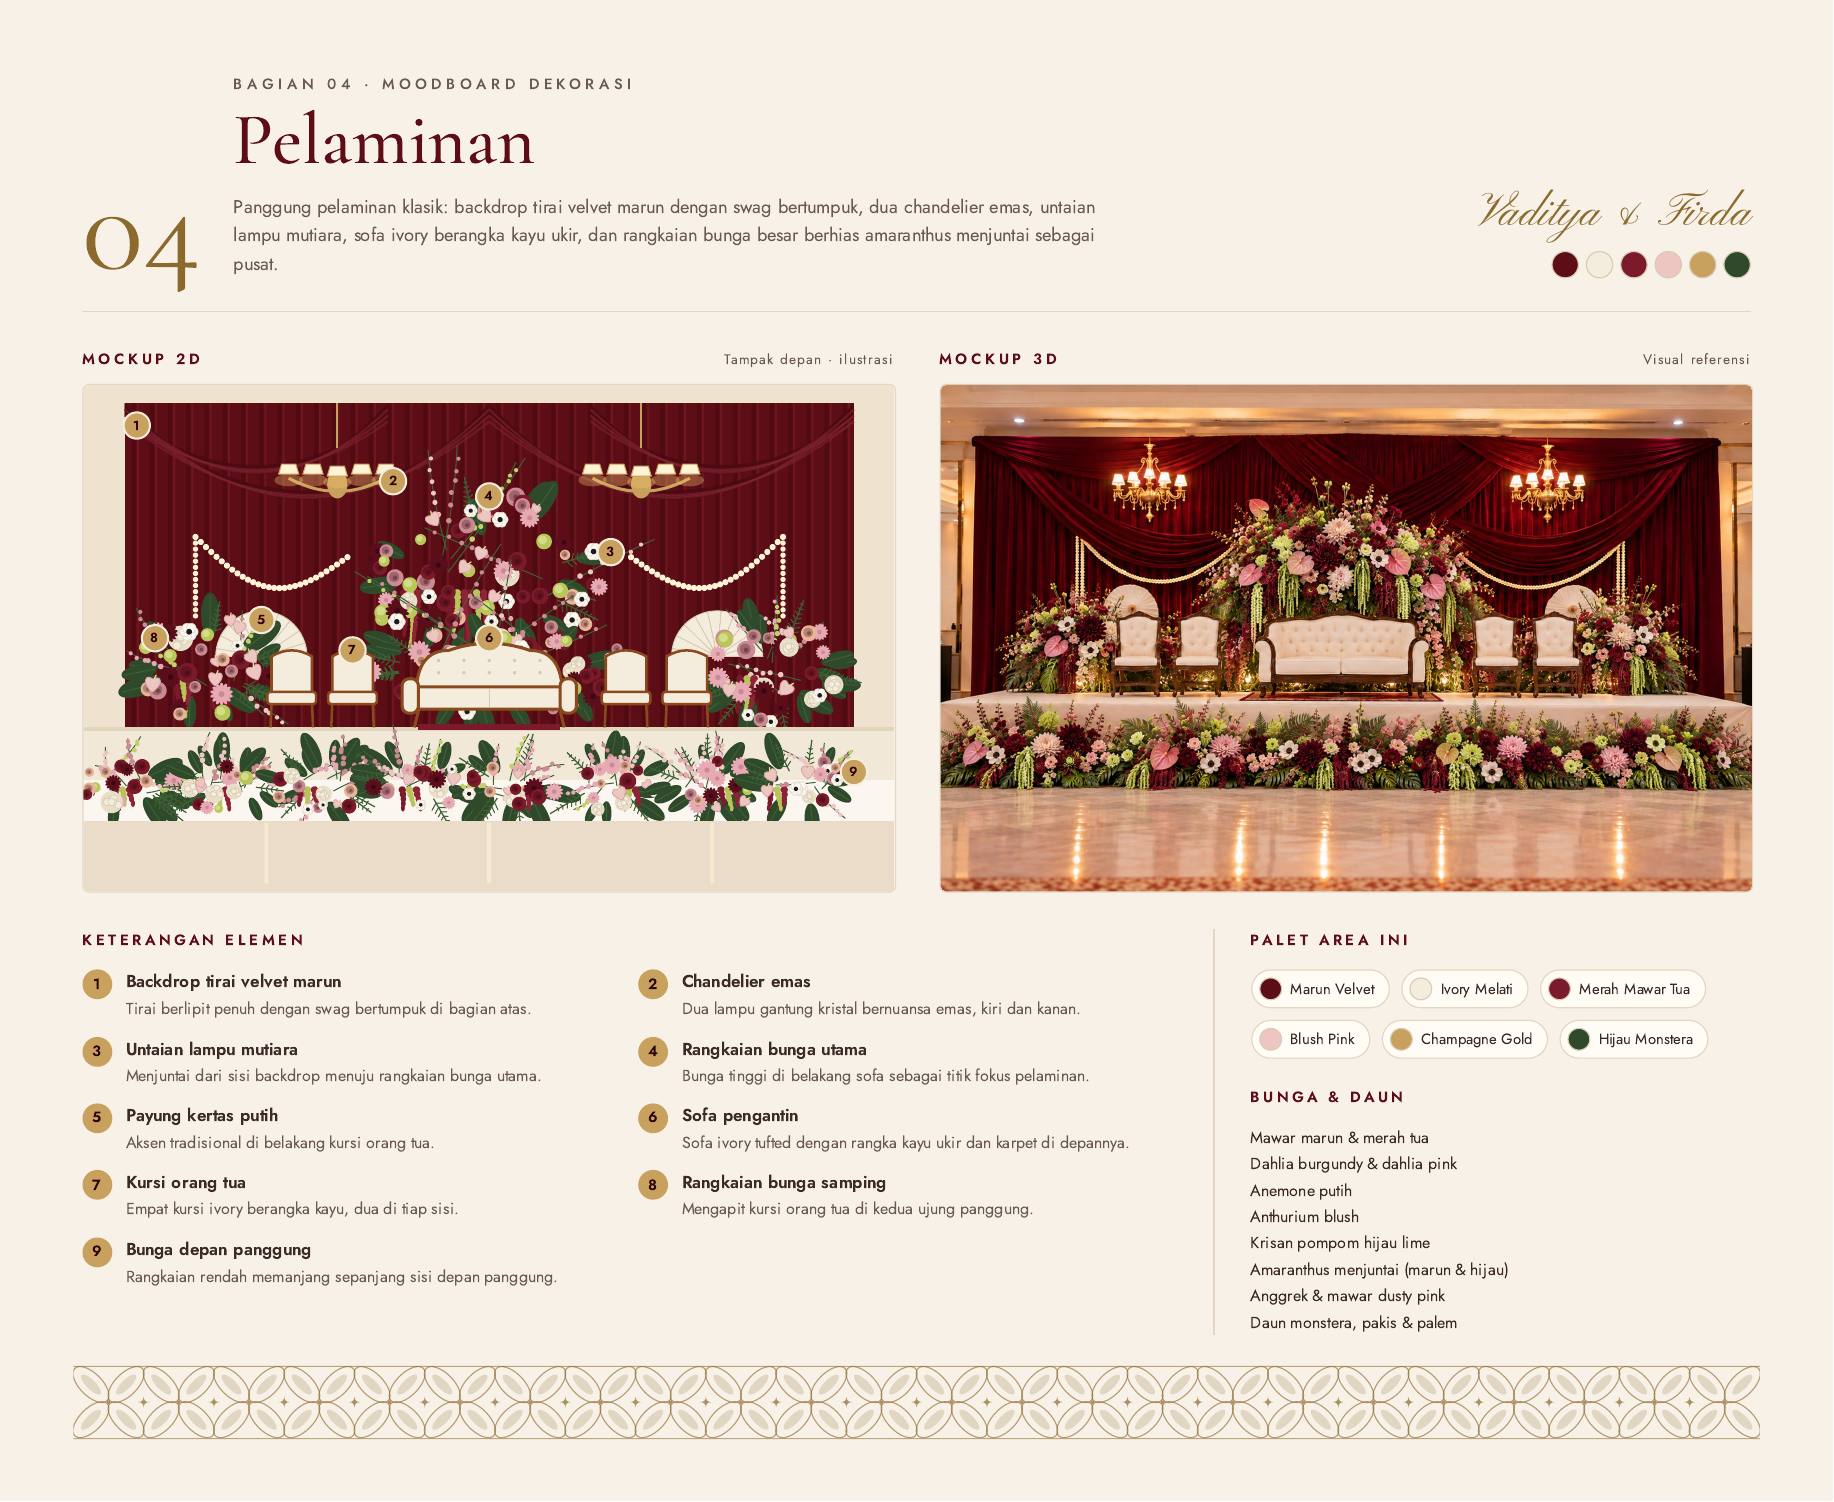 BAGIAN 04 · MOODBOARD DEKORASI
Pelaminan
04
Panggung pelaminan klasik: backdrop tirai velvet marun dengan swag bertumpuk, dua chandelier emas, untaian
lampu mutiara, sofa ivory berangka kayu ukir, dan rangkaian bunga besar berhias amaranthus menjuntai sebagai
pusat.
Vaditya & Firda
MOCKUP 2D
Tampak depan · ilustrasi
1
2
4
3
5
8
6
7
9
MOCKUP 3D
Visual referensi
KETERANGAN ELEMEN
1 Backdrop tirai velvet marun
Tirai berlipit penuh dengan swag bertumpuk di bagian atas.
2 Chandelier emas
Dua lampu gantung kristal bernuansa emas, kiri dan kanan.
3 Untaian lampu mutiara
Menjuntai dari sisi backdrop menuju rangkaian bunga utama.
4 Rangkaian bunga utama
Bunga tinggi di belakang sofa sebagai titik fokus pelaminan.
5 Payung kertas putih
Aksen tradisional di belakang kursi orang tua.
6 Sofa pengantin
Sofa ivory tufted dengan rangka kayu ukir dan karpet di depannya.
7 Kursi orang tua
Empat kursi ivory berangka kayu, dua di tiap sisi.
8 Rangkaian bunga samping
Mengapit kursi orang tua di kedua ujung panggung.
9 Bunga depan panggung
Rangkaian rendah memanjang sepanjang sisi depan panggung.
PALET AREA INI
Marun Velvet
Ivory Melati
Merah Mawar Tua
Blush Pink
Champagne Gold
Hijau Monstera
BUNGA & DAUN
Mawar marun & merah tua
Dahlia burgundy & dahlia pink
Anemone putih
Anthurium blush
Krisan pompom hijau lime
Amaranthus menjuntai (marun & hijau)
Anggrek & mawar dusty pink
Daun monstera, pakis & palem